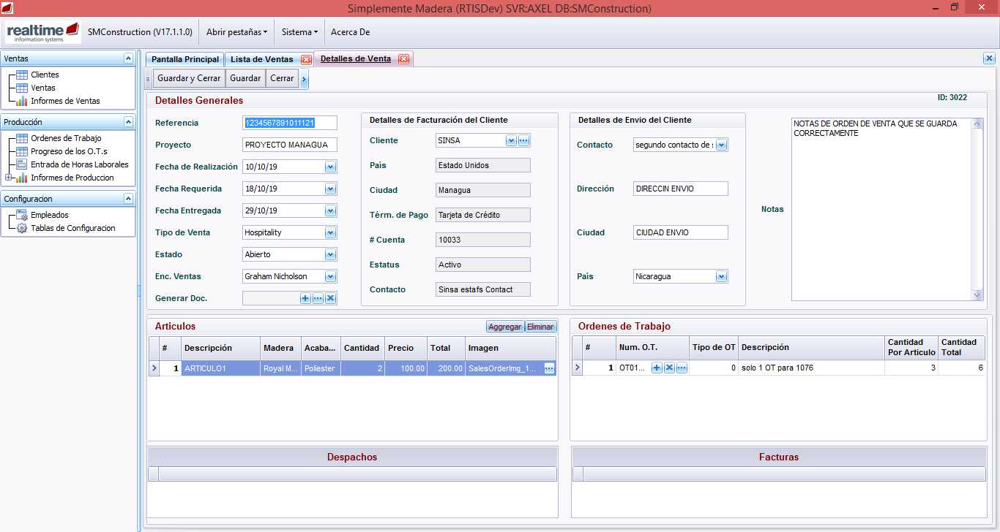 Simplemente Madera (RTISDev) SVR:AXEL DB:SMConstruction)
realtime
information systems
SMConstruction (V17.1.1.0)
Abrir pestañas
Sistema
Acerca De
Ventas
Clientes
Ventas
Informes de Ventas
Producción
Ordenes de Trabajo
Progreso de los O.T.s
Entrada de Horas Laborales
Informes de Produccion
Configuracion
Empleados
Tablas de Configuracion
Pantalla Principal
Lista de Ventas
Detalles de Venta
Guardar y Cerrar
Guardar
Cerrar
Detalles Generales
ID: 3022
Referencia
1234567891011121
Proyecto
PROYECTO MANAGUA
Fecha de Realización
10/10/19
Fecha Requerida
18/10/19
Fecha Entregada
29/10/19
Tipo de Venta
Hospitality
Estado
Abierto
Enc. Ventas
Graham Nicholson
Generar Doc.
Detalles de Facturación del Cliente
Cliente
SINSA
País
Estado Unidos
Ciudad
Managua
Térm. de Pago
Tarjeta de Crédito
# Cuenta
10033
Estatus
Activo
Contacto
Sinsa estafs Contact
Detalles de Envio del Cliente
Contacto
segundo contacto de s
Dirección
DIRECCIN ENVIO
Ciudad
CIUDAD ENVIO
País
Nicaragua
Notas
NOTAS DE ORDEN DE VENTA QUE SE GUARDA
CORRECTAMENTE
Articulos
Aggregar
Eliminar
# Descripción Madera Acaba... Cantidad Precio Total Imagen
1 ARTICULO1 Royal M... Poliester 2 100.00 200.00 SalesOrderImg_1...
Ordenes de Trabajo
# Num. O.T. Tipo de OT Descripción Cantidad Por Articulo Cantidad Total
1 OT01... 0 solo 1 OT para 1076 3 6
Despachos
Facturas